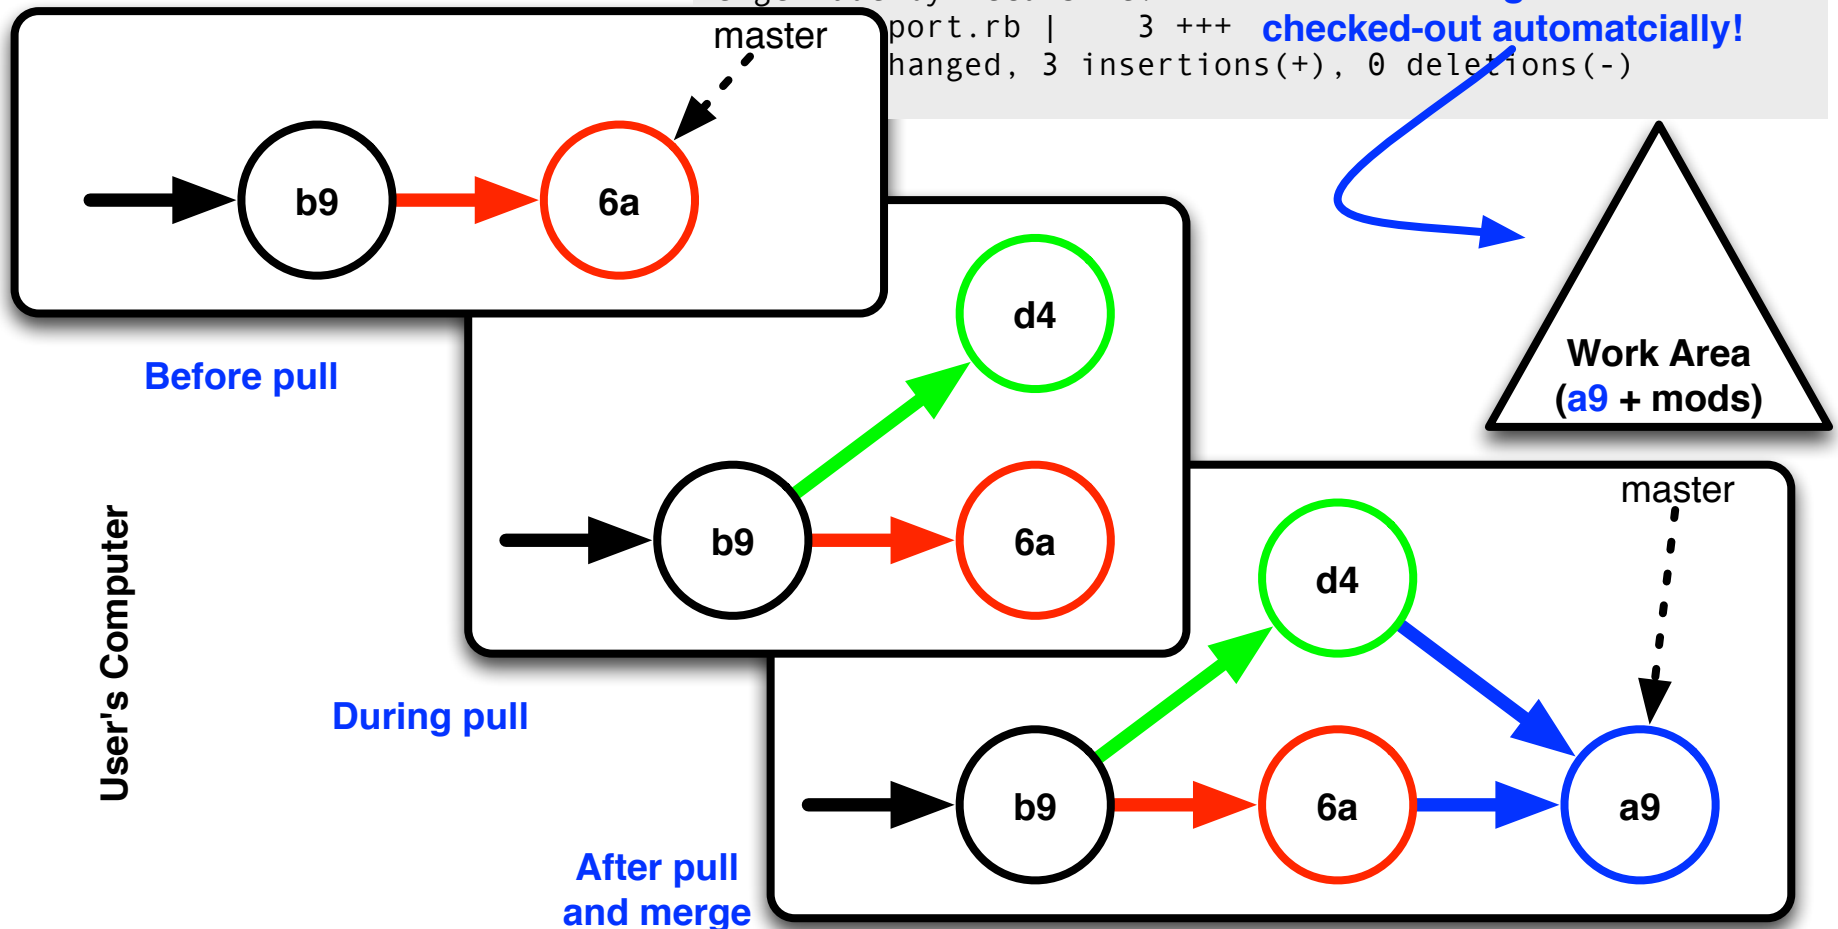 port.rb |    3 +++
checked-out automatcially!
hanged, 3 insertions(+), 0 deletions(-)
master
b9
6a
Before pull
d4
b9
6a
During pull
Work Area
(a9 + mods)
User's Computer
master
d4
b9
6a
a9
After pull
and merge